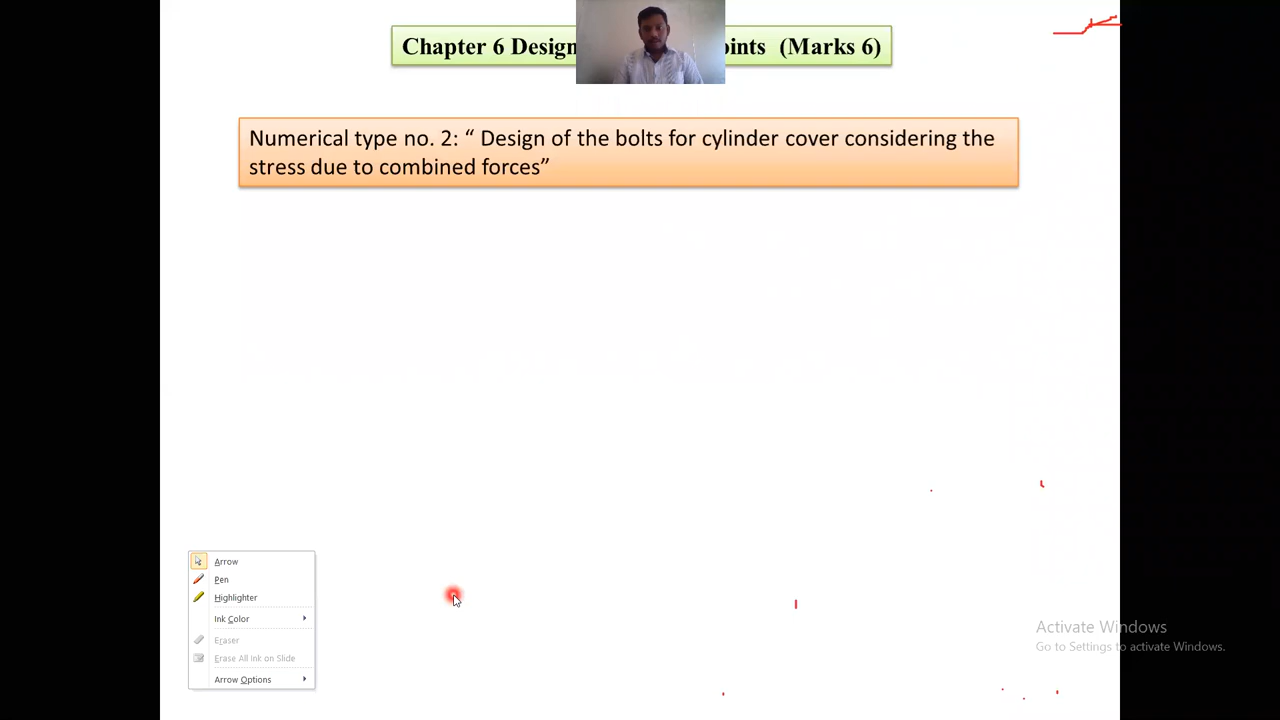 Chapter 6 Design oints (Marks 6)
Numerical type no. 2: “ Design of the bolts for cylinder cover considering the
stress due to combined forces”
Arrow
Pen
Highlighter
Ink Color
Eraser
Erase All Ink on Slide
Arrow Options
Activate Windows
Go to Settings to activate Windows.